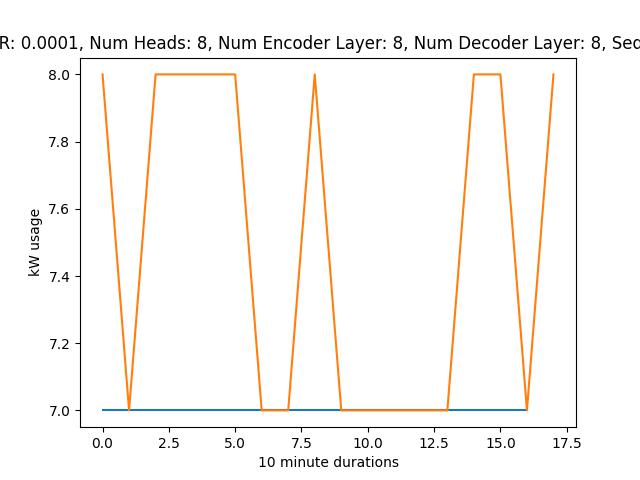 R: 0.0001, Num Heads: 8, Num Encoder Layer: 8, Num Decoder Layer: 8, Sec
8.0
7.8
7.6
7.4
7.2
7.0
kW usage
0.0 2.5 5.0 7.5 10.0 12.5 15.0 17.5
10 minute durations